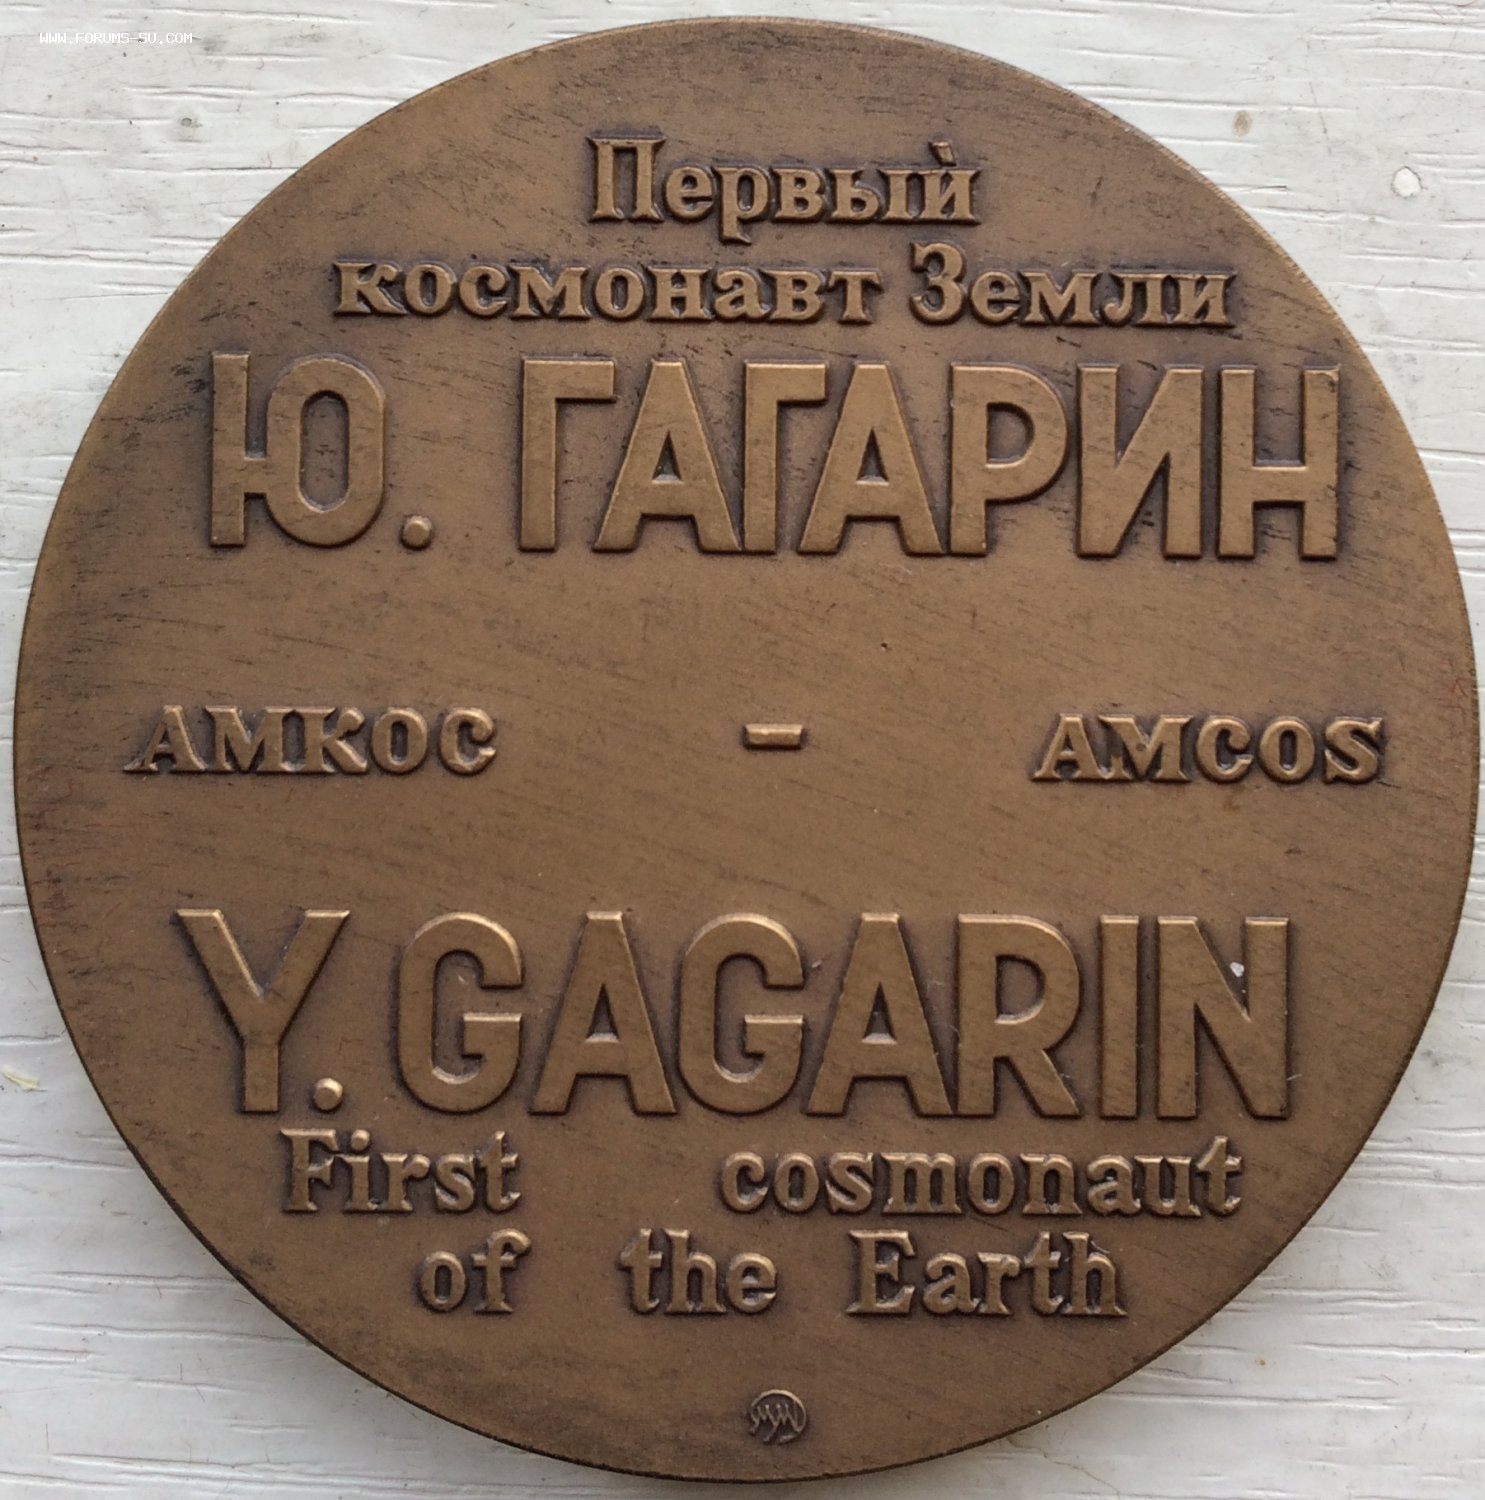 WWW.FORUMS-SU.COM
Первый
космонавт Земли
Ю. ГАГАРИН
АМКОС - AMCOS
Y. GAGARIN
First cosmonaut
of the Earth